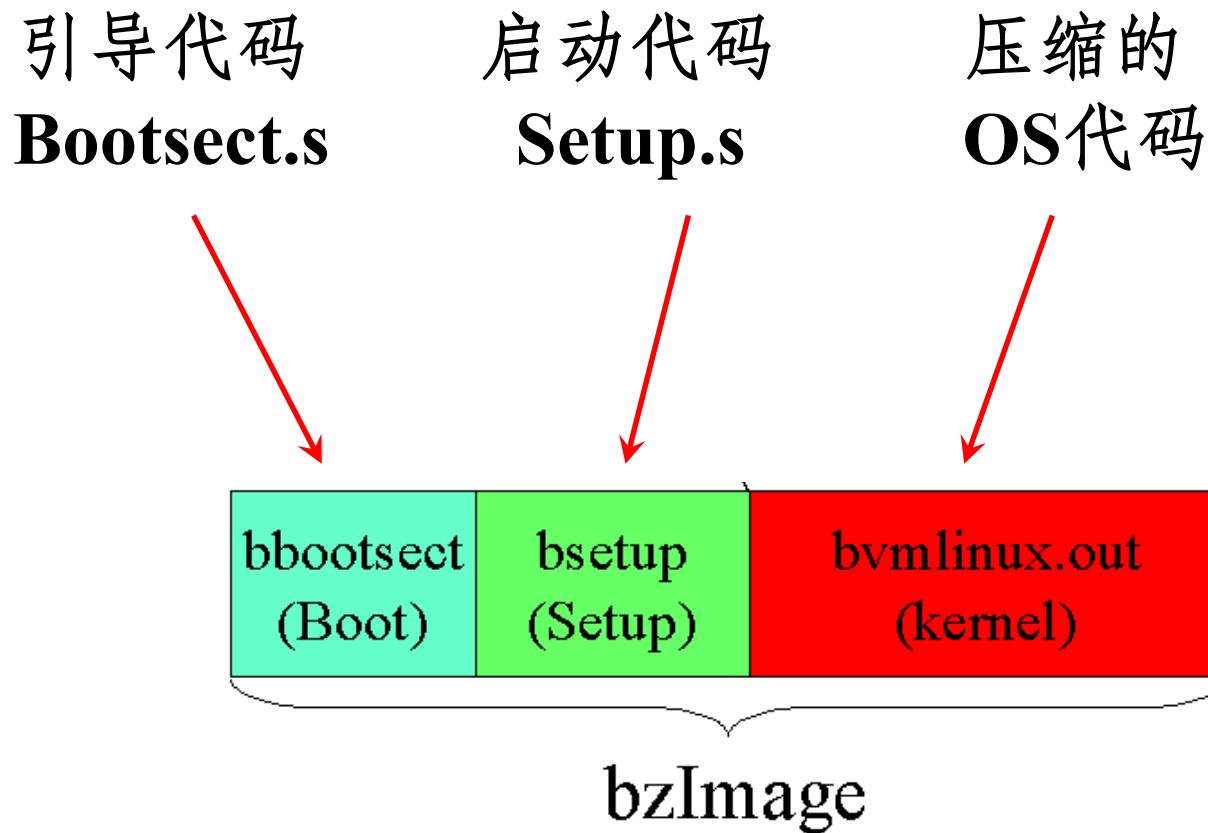 引导代码
Bootsect.s
启动代码
Setup.s
压缩的
OS代码
bbootsect
(Boot)
bsetup
(Setup)
bvmlinux.out
(kernel)
bzImage